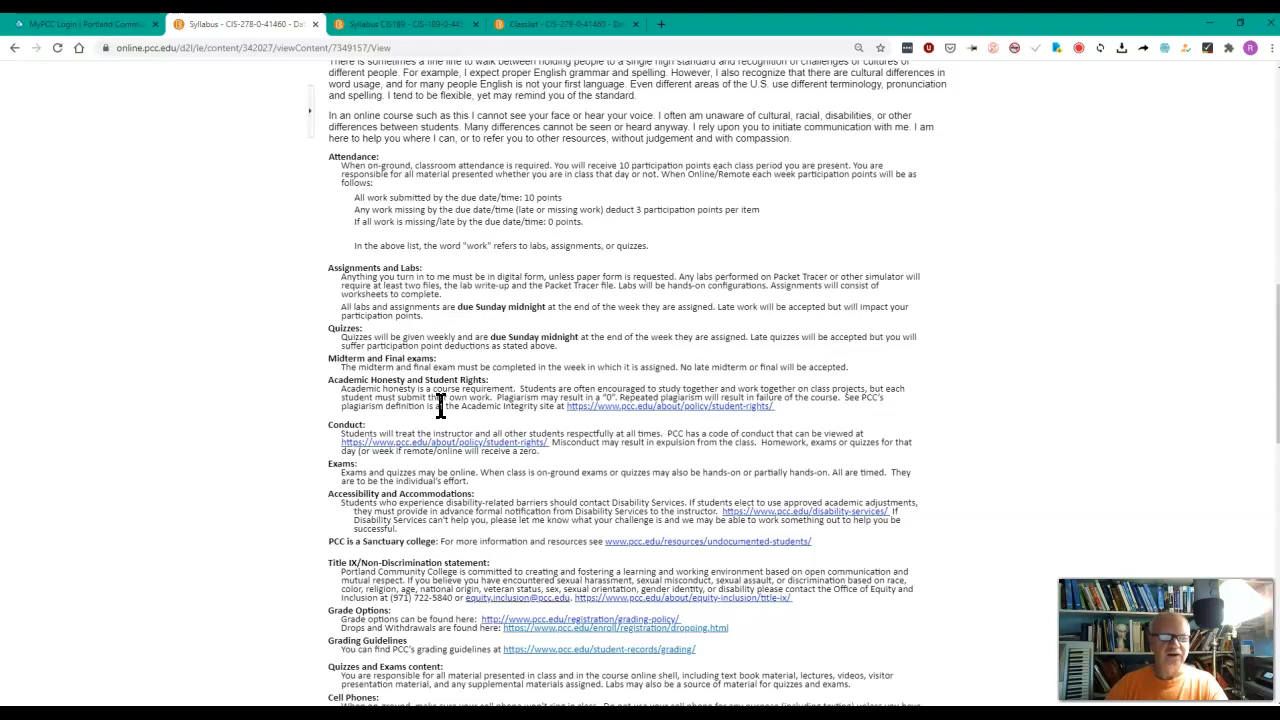 MyPCC Login | Portland Commu
Syllabus - CIS-278-0-41460 - Da
Syllabus CIS189 - CIS-189-0-443
Classlist - CIS-278-0-41460 - De
online.pcc.edu/d2l/le/content/342027/viewContent/7349157/View
There is sometimes a fine line to walk between holding people to a single high standard and recognition of challenges of cultures of
different people. For example, I expect proper English grammar and spelling. However, I also recognize that there are cultural differences in
word usage, and for many people English is not your first language. Even different areas of the U.S. use different terminology, pronunciation
and spelling. I tend to be flexible, yet may remind you of the standard.
In an online course such as this I cannot see your face or hear your voice. I often am unaware of cultural, racial, disabilities, or other
differences between students. Many differences cannot be seen or heard anyway. I rely upon you to initiate communication with me. I am
here to help you where I can, or to refer you to other resources, without judgement and with compassion.
Attendance:
When on-ground, classroom attendance is required. You will receive 10 participation points each class period you are present. You are
responsible for all material presented whether you are in class that day or not. When Online/Remote each week participation points will be as
follows:
All work submitted by the due date/time: 10 points
Any work missing by the due date/time (late or missing work) deduct 3 participation points per item
If all work is missing/late by the due date/time: 0 points.
In the above list, the word "work" refers to labs, assignments, or quizzes.
Assignments and Labs:
Anything you turn in to me must be in digital form, unless paper form is requested. Any labs performed on Packet Tracer or other simulator will
require at least two files, the lab write-up and the Packet Tracer file. Labs will be hands-on configurations. Assignments will consist of
worksheets to complete.
All labs and assignments are due Sunday midnight at the end of the week they are assigned. Late work will be accepted but will impact your
participation points.
Quizzes:
Quizzes will be given weekly and are due Sunday midnight at the end of the week they are assigned. Late quizzes will be accepted but you will
suffer participation point deductions as stated above.
Midterm and Final exams:
The midterm and final exam must be completed in the week in which it is assigned. No late midterm or final will be accepted.
Academic Honesty and Student Rights:
Academic honesty is a course requirement. Students are often encouraged to study together and work together on class projects, but each
student must submit their own work. Plagiarism may result in a “0”. Repeated plagiarism will result in failure of the course. See PCC’s
plagiarism definition is at the Academic Integrity site at https://www.pcc.edu/about/policy/student-rights/
Conduct:
Students will treat the instructor and all other students respectfully at all times. PCC has a code of conduct that can be viewed at
https://www.pcc.edu/about/policy/student-rights/ Misconduct may result in expulsion from the class. Homework, exams or quizzes for that
day (or week if remote/online will receive a zero.
Exams:
Exams and quizzes may be online. When class is on-ground exams or quizzes may also be hands-on or partially hands-on. All are timed. They
are to be the individual’s effort.
Accessibility and Accommodations:
Students who experience disability-related barriers should contact Disability Services. If students elect to use approved academic adjustments,
they must provide in advance formal notification from Disability Services to the instructor. https://www.pcc.edu/disability-services/ If
Disability Services can't help you, please let me know what your challenge is and we may be able to work something out to help you be
successful.
PCC is a Sanctuary college: For more information and resources see www.pcc.edu/resources/undocumented-students/
Title IX/Non-Discrimination statement:
Portland Community College is committed to creating and fostering a learning and working environment based on open communication and
mutual respect. If you believe you have encountered sexual harassment, sexual misconduct, sexual assault, or discrimination based on race,
color, religion, age, national origin, veteran status, sex, sexual orientation, gender identity, or disability please contact the Office of Equity and
Inclusion at (971) 722-5840 or equity.inclusion@pcc.edu. https://www.pcc.edu/about/equity-inclusion/title-ix/
Grade Options:
Grade options can be found here: http://www.pcc.edu/registration/grading-policy/
Drops and Withdrawals are found here: https://www.pcc.edu/enroll/registration/dropping.html
Grading Guidelines
You can find PCC’s grading guidelines at https://www.pcc.edu/student-records/grading/
Quizzes and Exams content:
You are responsible for all material presented in class and in the course online shell, including text book material, lectures, videos, visitor
presentation material, and any supplemental materials assigned. Labs may also be a source of material for quizzes and exams.
Cell Phones: